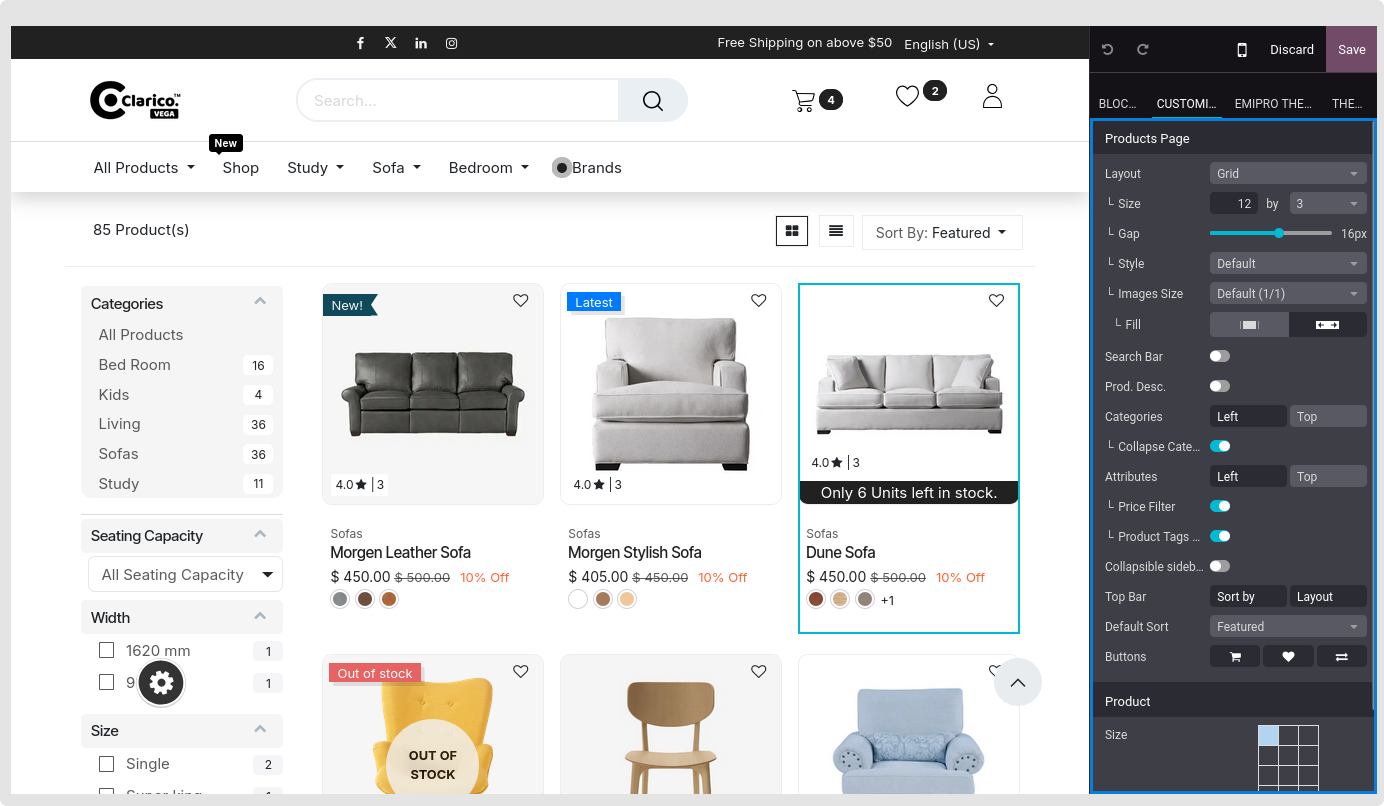 Free Shipping on above $50 English (US)
Discard Save
Clarico.™
VEGA
Search...
4
2
BLOC... CUSTOMI... EMIPRO THE... THE...
New
All Products Shop Study Sofa Bedroom Brands
Products Page
Layout Grid
└ Size 12 by 3
└ Gap 16px
└ Style Default
└ Images Size Default (1/1)
└ Fill
Search Bar
Prod. Desc.
Categories Left Top
└ Collapse Cate...
Attributes Left Top
└ Price Filter
└ Product Tags ...
Collapsible sideb...
Top Bar Sort by Layout
Default Sort Featured
Buttons
Product
Size
85 Product(s)
Sort By: Featured
Categories
All Products
Bed Room 16
Kids 4
Living 36
Sofas 36
Study 11
Seating Capacity
All Seating Capacity
Width
1620 mm 1
9 1
Size
Single 2
New!
4.0 | 3
Sofas
Morgen Leather Sofa
$ 450.00 $ 500.00 10% Off
Latest
4.0 | 3
Sofas
Morgen Stylish Sofa
$ 405.00 $ 450.00 10% Off
4.0 | 3
Only 6 Units left in stock.
Sofas
Dune Sofa
$ 450.00 $ 500.00 10% Off
+1
Out of stock
OUT OF
STOCK